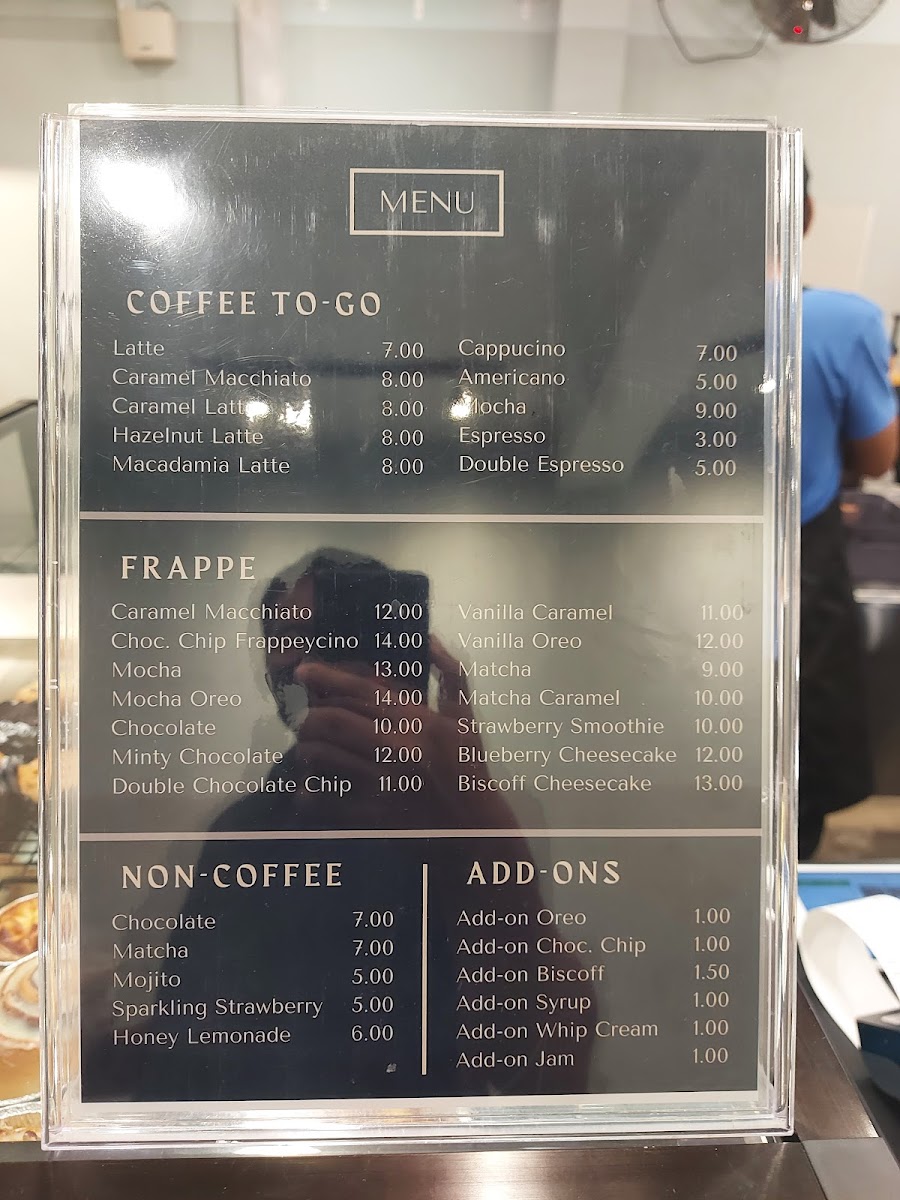 MENU
COFFEE TO-GO
Latte 7.00
Caramel Macchiato 8.00
Caramel Latte 8.00
Hazelnut Latte 8.00
Macadamia Latte 8.00
Cappucino 7.00
Americano 5.00
Mocha 9.00
Espresso 3.00
Double Espresso 5.00
FRAPPE
Caramel Macchiato 12.00
Choc. Chip Frappeycino 14.00
Mocha 13.00
Mocha Oreo 14.00
Chocolate 10.00
Minty Chocolate 12.00
Double Chocolate Chip 11.00
Vanilla Caramel 11.00
Vanilla Oreo 12.00
Matcha 9.00
Matcha Caramel 10.00
Strawberry Smoothie 10.00
Blueberry Cheesecake 12.00
Biscoff Cheesecake 13.00
NON-COFFEE
Chocolate 7.00
Matcha 7.00
Mojito 5.00
Sparkling Strawberry 5.00
Honey Lemonade 6.00
ADD-ONS
Add-on Oreo 1.00
Add-on Choc. Chip 1.00
Add-on Biscoff 1.50
Add-on Syrup 1.00
Add-on Whip Cream 1.00
Add-on Jam 1.00